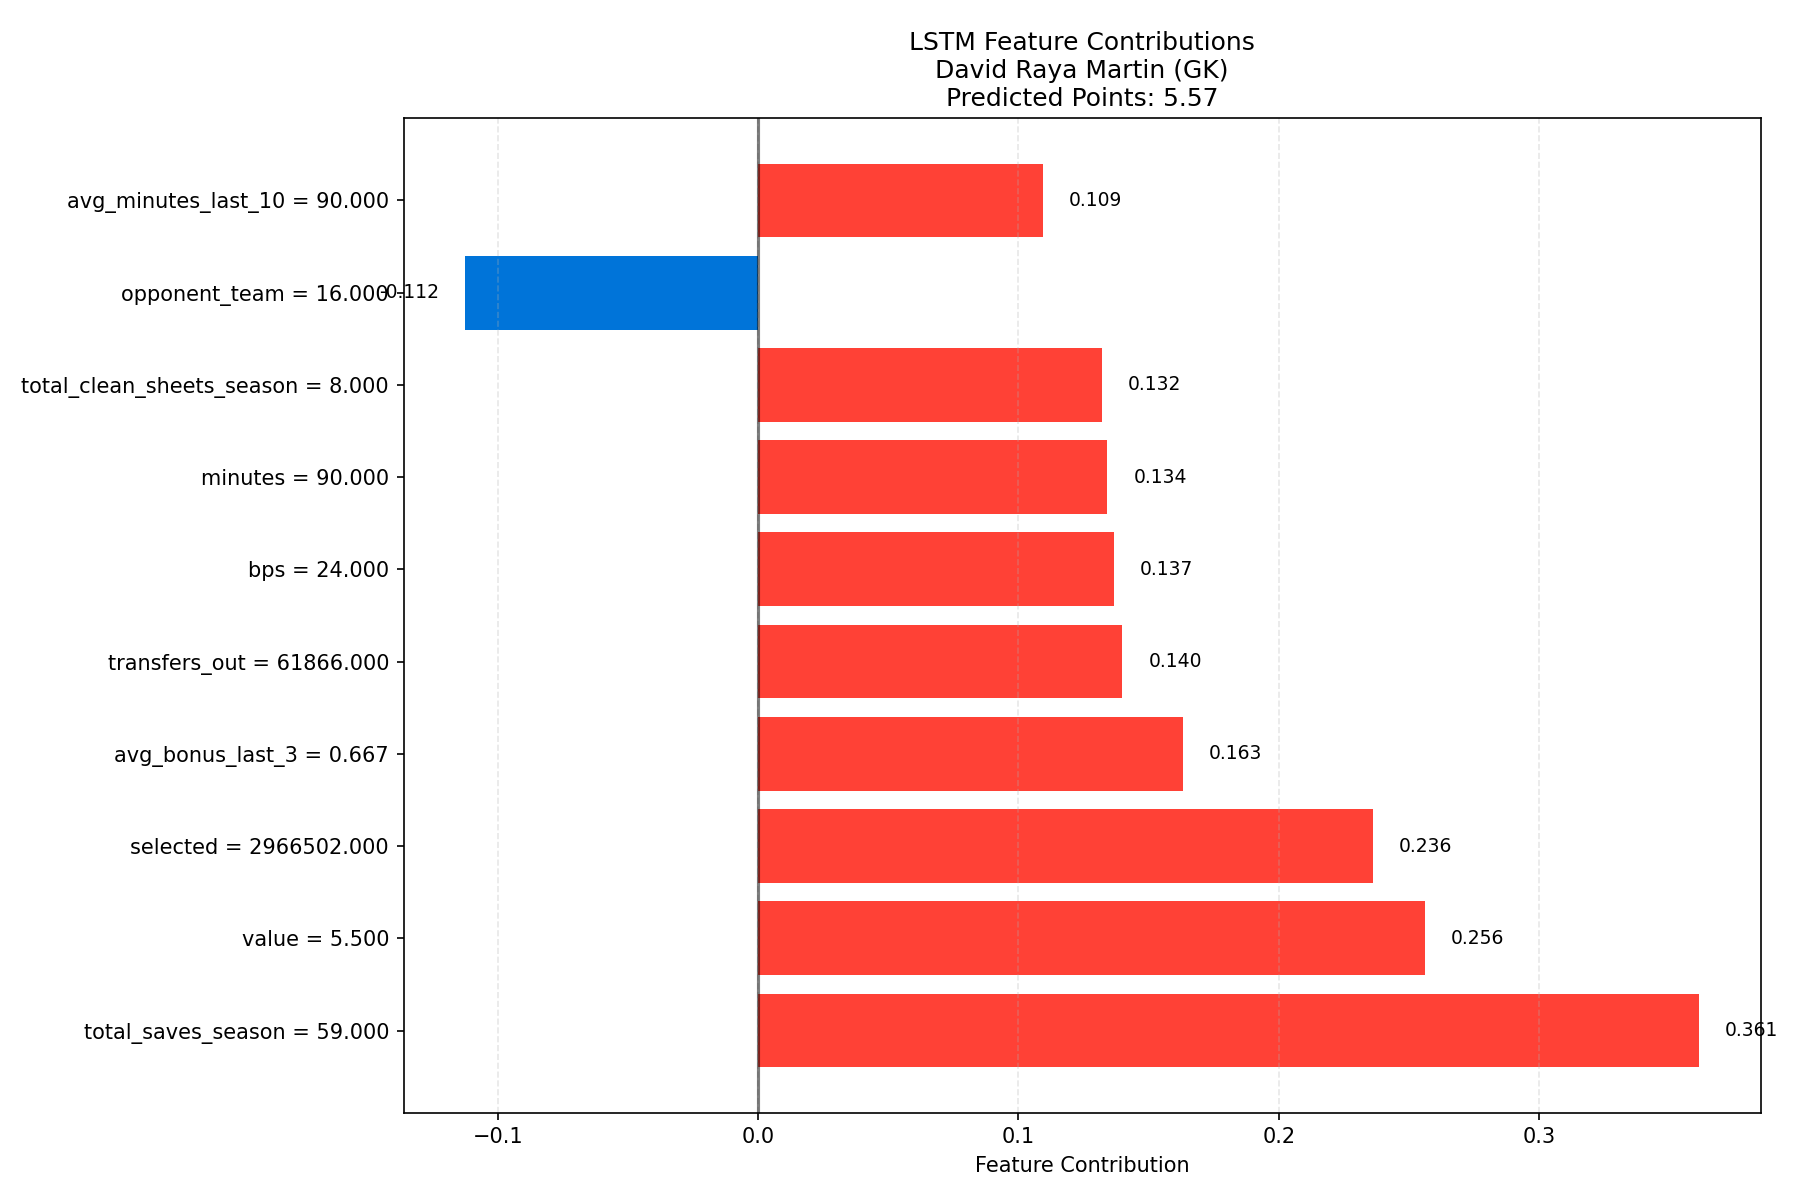 LSTM Feature Contributions
David Raya Martin (GK)
Predicted Points: 5.57
avg_minutes_last_10 = 90.000
0.109
opponent_team = 16.000
-0.112
total_clean_sheets_season = 8.000
0.132
minutes = 90.000
0.134
bps = 24.000
0.137
transfers_out = 61866.000
0.140
avg_bonus_last_3 = 0.667
0.163
selected = 2966502.000
0.236
value = 5.500
0.256
total_saves_season = 59.000
0.361
−0.1 0.0 0.1 0.2 0.3
Feature Contribution